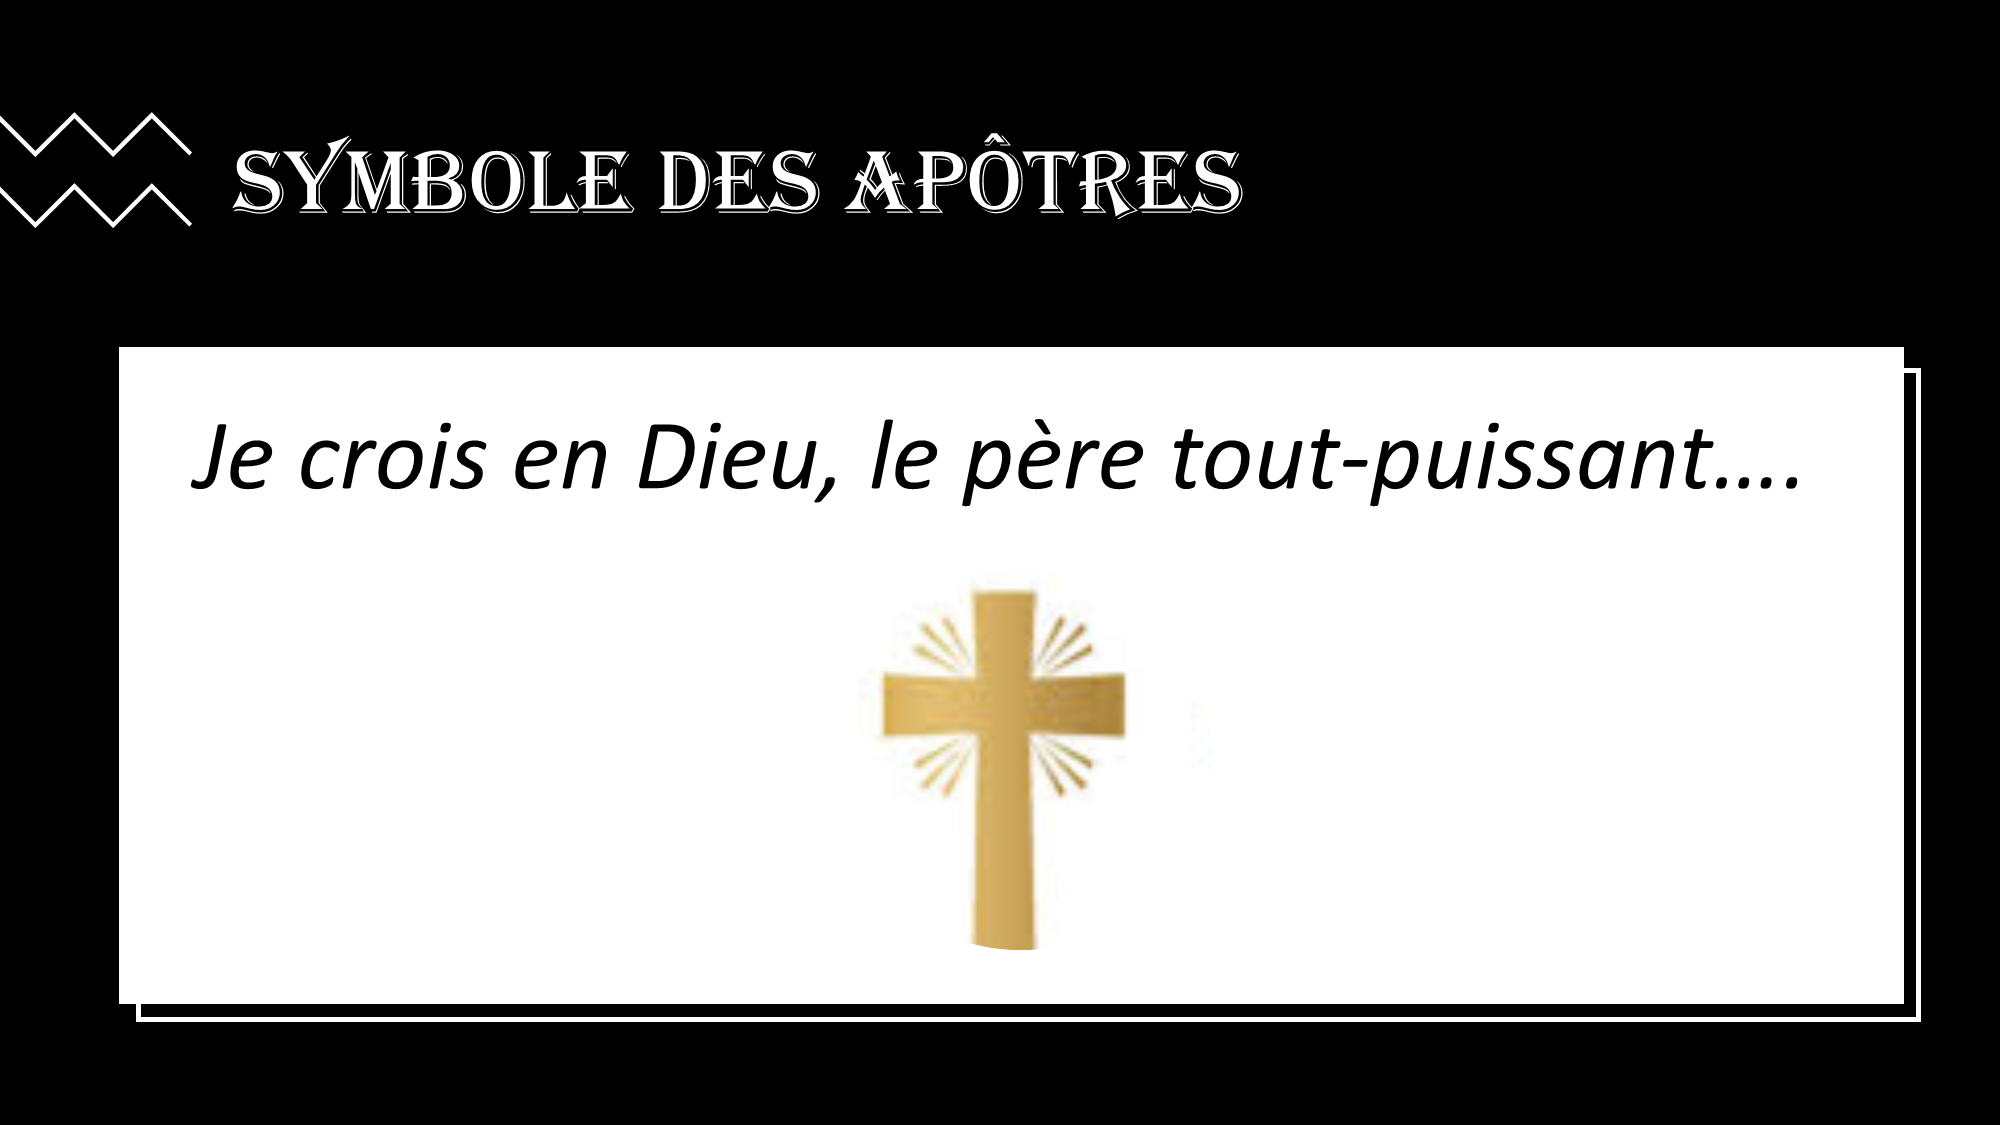 SYMBOLE DES APÔTRES
Je crois en Dieu, le père tout-puissant….